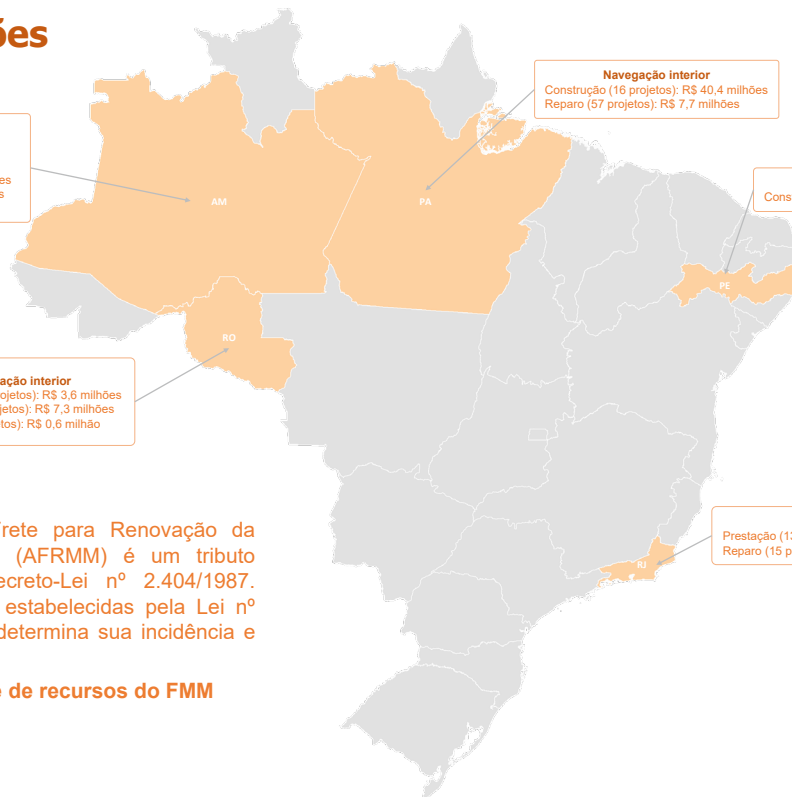 ões
Navegação interior
Construção (16 projetos): R$ 40,4 milhões
Reparo (57 projetos): R$ 7,7 milhões
es
s
AM
PA
Cons
PE
RO
ação interior
ojetos): R$ 3,6 milhões
jetos): R$ 7,3 milhões
tos): R$ 0,6 milhão
rete para Renovação da
(AFRMM) é um tributo
ecreto-Lei nº 2.404/1987.
estabelecidas pela Lei nº
determina sua incidência e
e de recursos do FMM
Prestação (13
Reparo (15 p
RJ